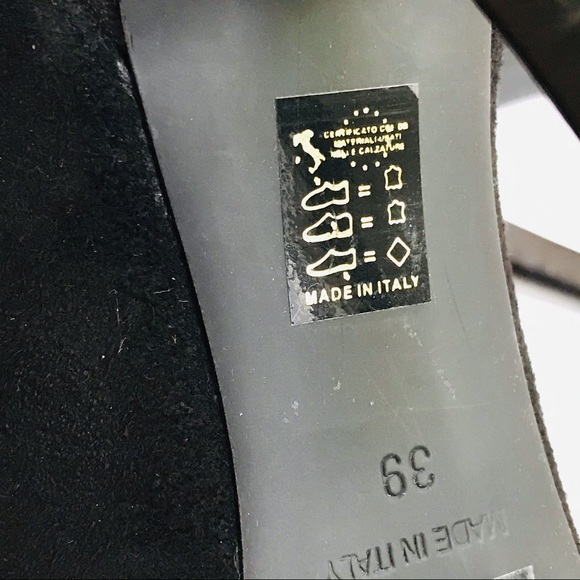 CERTIFICATO CEE DEI
MATERIALI USATI
NELLE CALZATURE
=
=
=
MADE IN ITALY
39
MADE IN ITALY